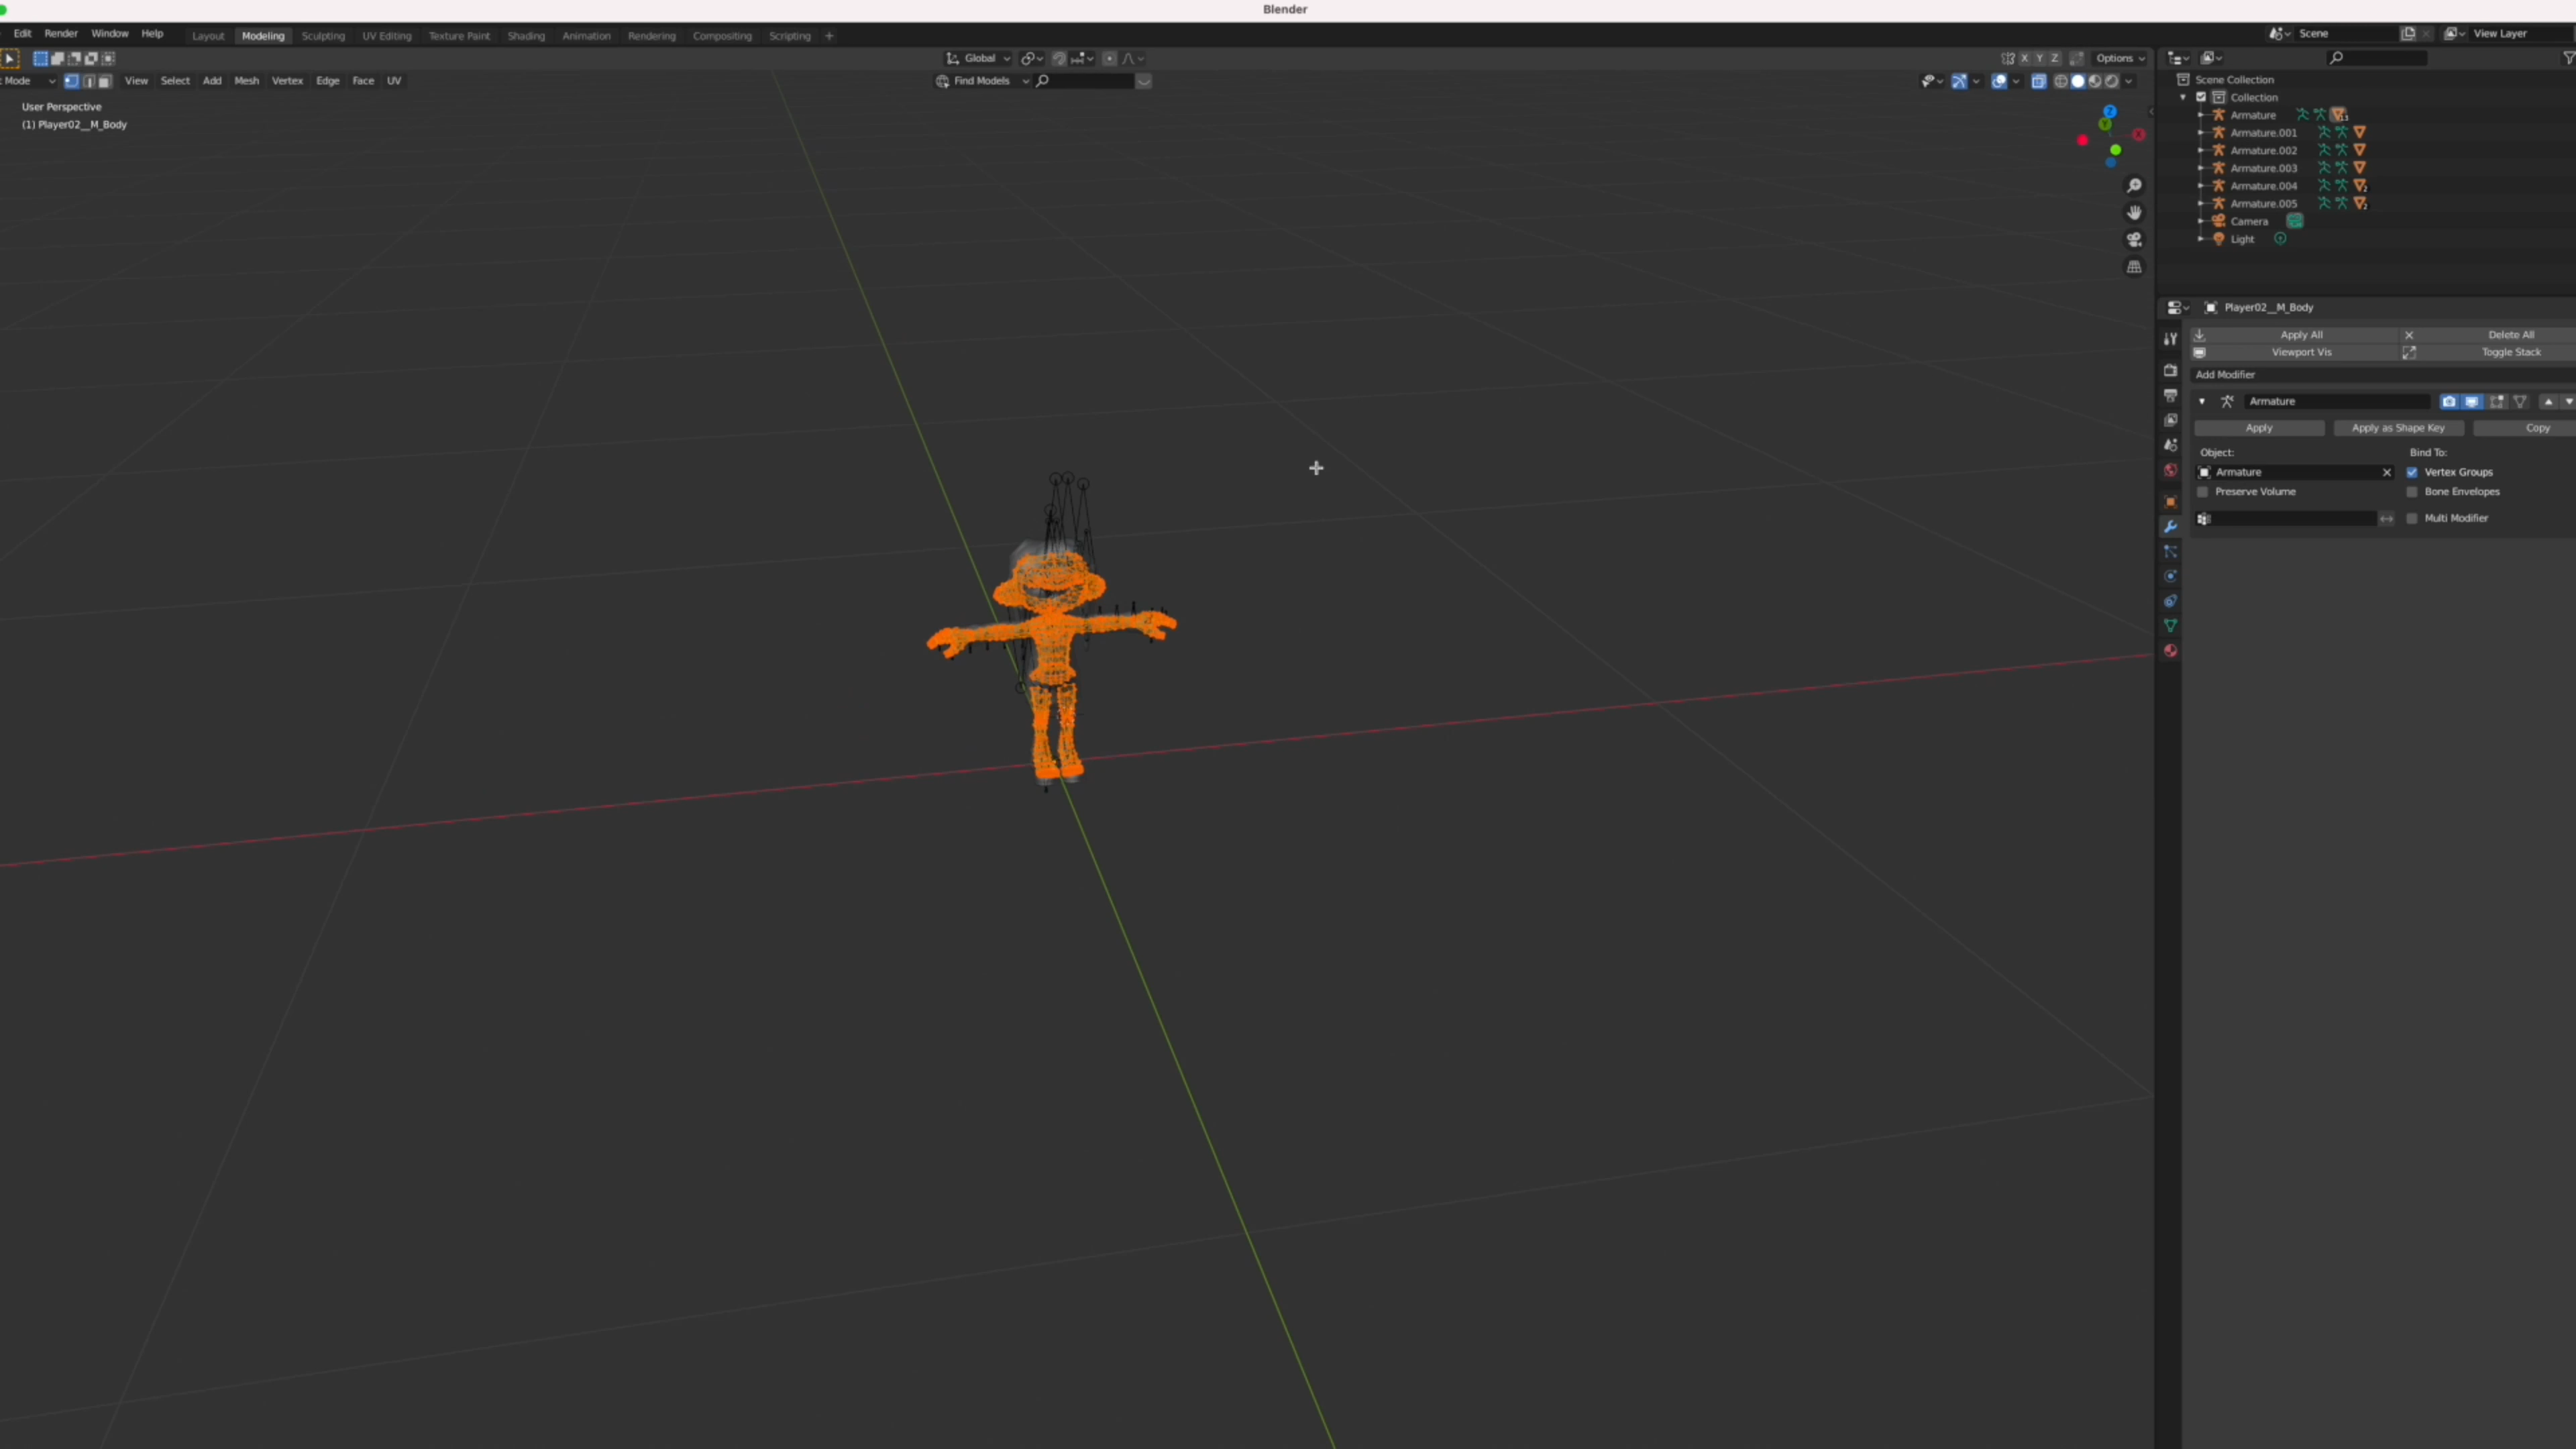 Blender
Edit Render Window Help Layout Modeling Sculpting UV Editing Texture Paint Shading Animation Rendering Compositing Scripting + Scene View Layer
Global X Y Z Options
Mode View Select Add Mesh Vertex Edge Face UV Find Models
User Perspective
(1) Player02__M_Body
Scene Collection
Collection
Armature 13
Armature.001
Armature.002
Armature.003
Armature.004 2
Armature.005 2
Camera
Light
Player02__M_Body
Apply All Delete All
Viewport Vis Toggle Stack
Add Modifier
Armature
Apply Apply as Shape Key Copy
Object: Bind To:
Armature Vertex Groups
Preserve Volume Bone Envelopes
Multi Modifier